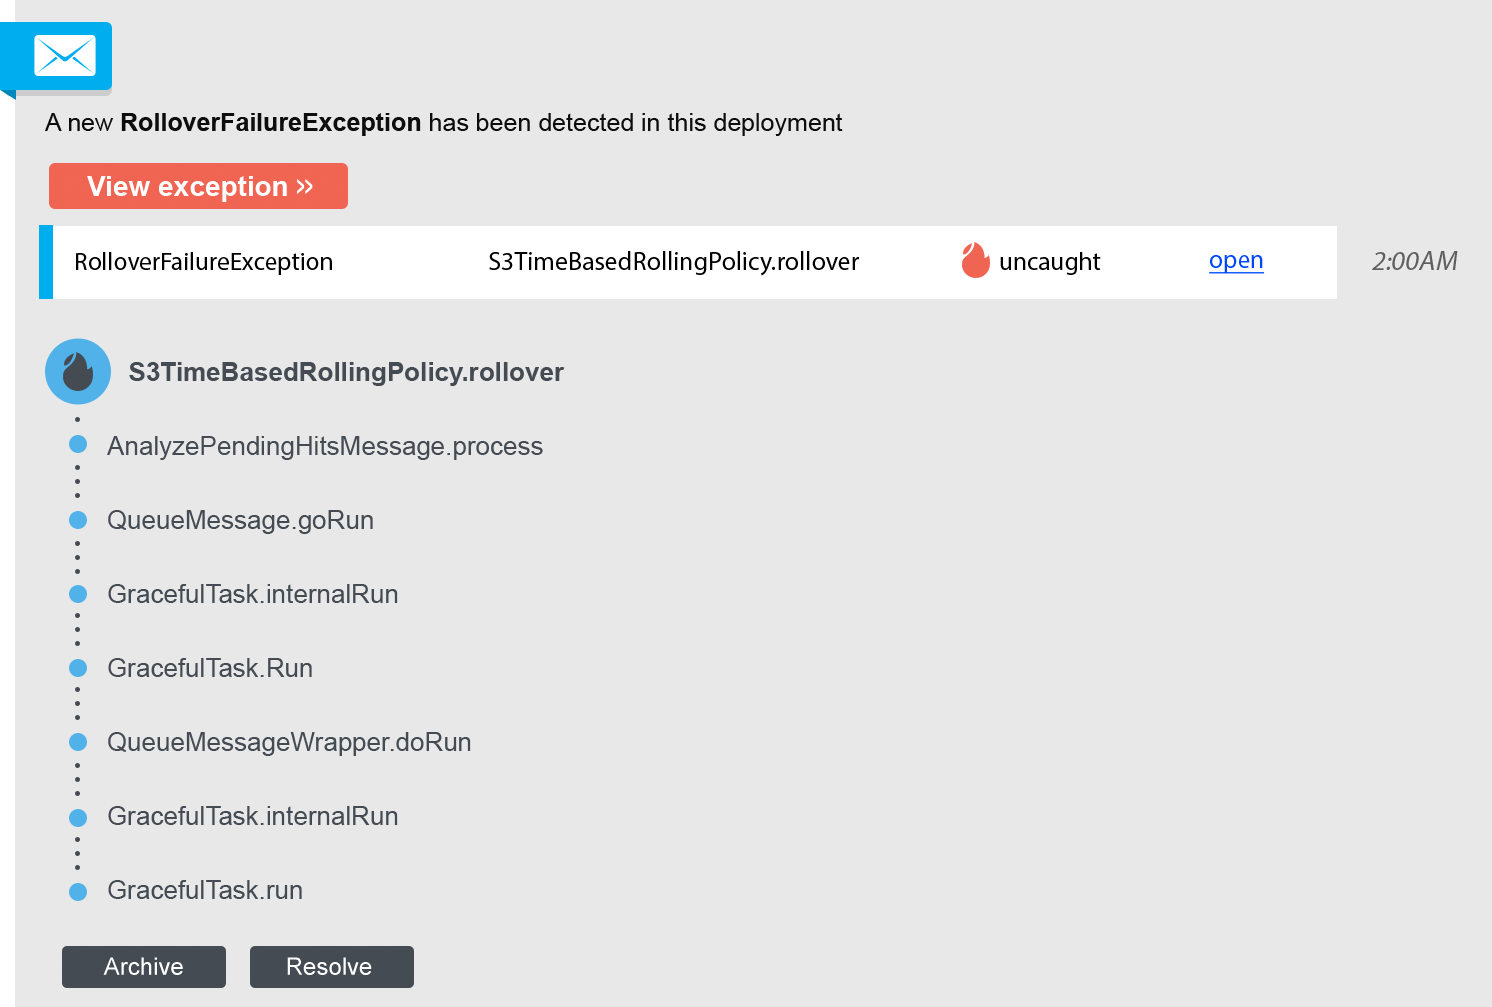 A new RolloverFailureException has been detected in this deployment
View exception »
RolloverFailureException S3TimeBasedRollingPolicy.rollover uncaught open 2:00AM
S3TimeBasedRollingPolicy.rollover
AnalyzePendingHitsMessage.process
QueueMessage.goRun
GracefulTask.internalRun
GracefulTask.Run
QueueMessageWrapper.doRun
GracefulTask.internalRun
GracefulTask.run
Archive Resolve